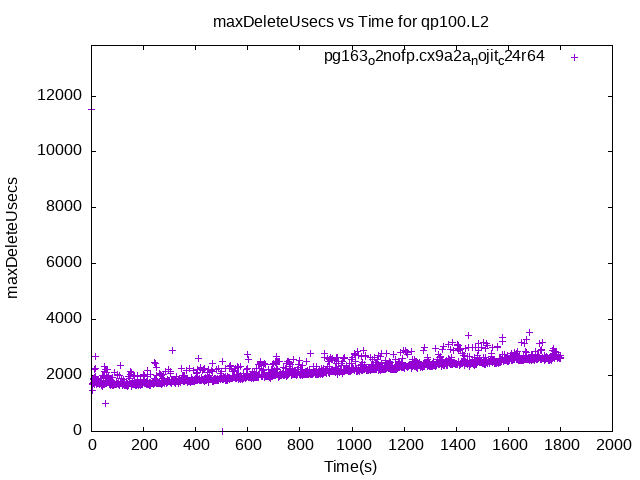 maxDeleteUsecs vs Time for qp100.L2
pg163o2nofp.cx9a2anojitc24r64
12000
10000
8000
6000
4000
2000
0
maxDeleteUsecs
0 200 400 600 800 1000 1200 1400 1600 1800 2000
Time(s)